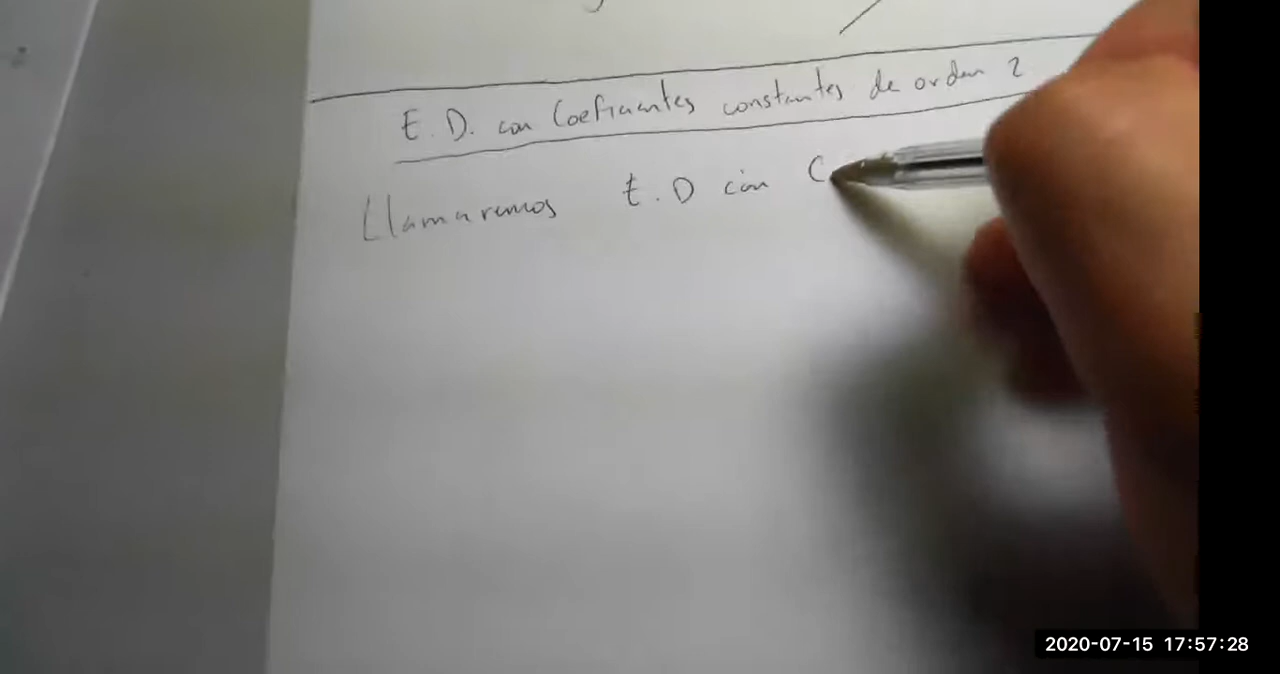 E. D. con Coeficientes constantes de orden 2
Llamaremos E. D con C
2020-07-15 17:57:28